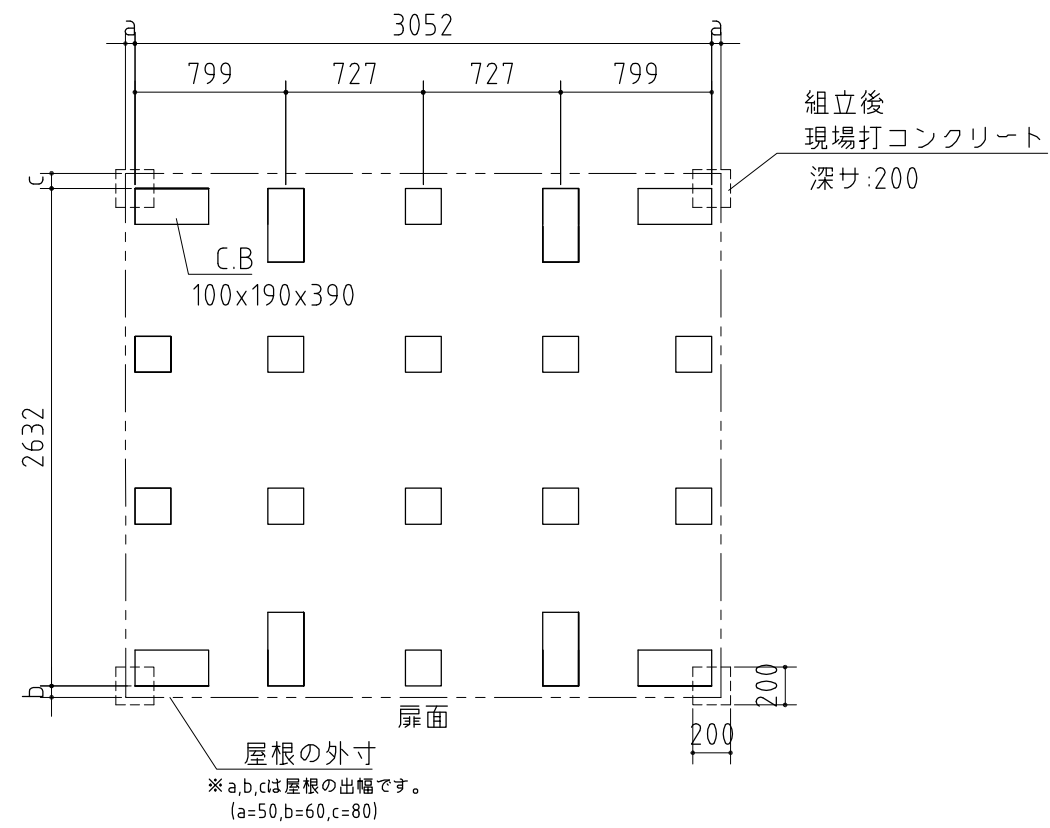 a
3052
a
799
727
727
799
組立後
現場打コンクリート
深サ:200
c
C.B
100x190x390
2632
b
扉面
200
200
屋根の外寸
※a,b,cは屋根の出幅です。
(a=50,b=60,c=80)